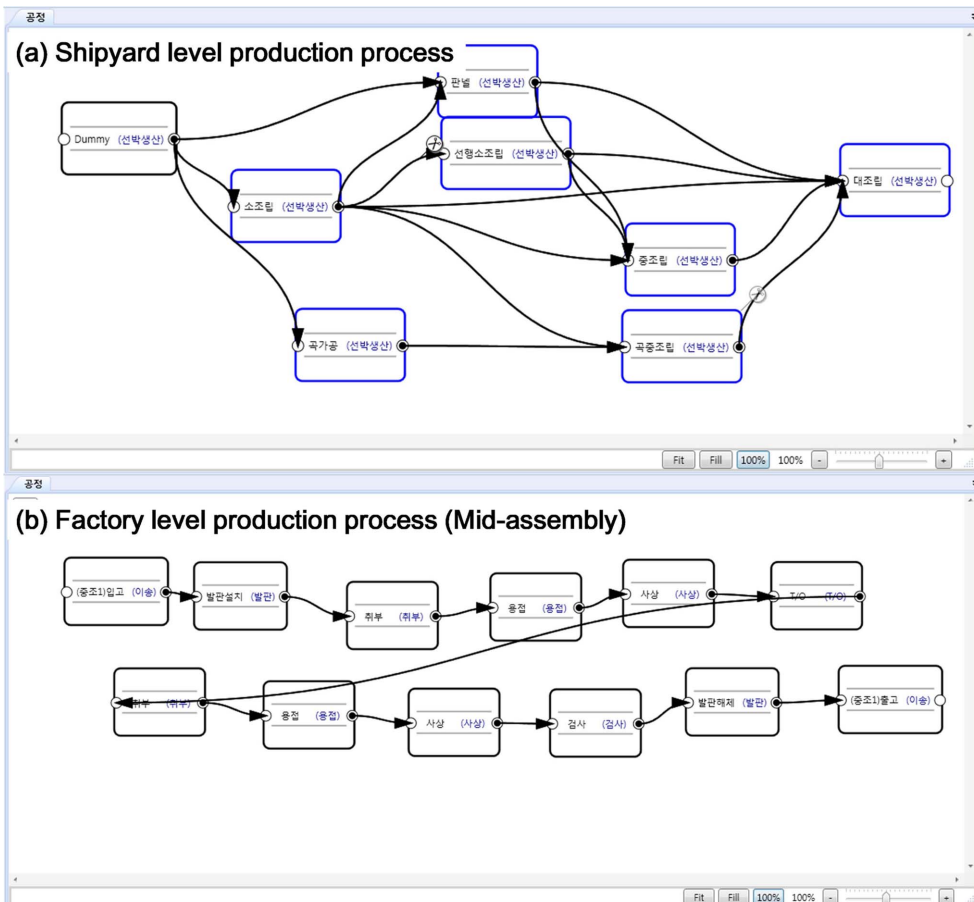 공정
(a) Shipyard level production process
판넬 (선박생산)
Dummy (선박생산)
선행소조립 (선박생산)
대조립 (선박생산)
소조립 (선박생산)
중조립 (선박생산)
곡가공 (선박생산)
곡중조립 (선박생산)
Fit Fill 100% 100% - +
공정
(b) Factory level production process (Mid-assembly)
(중조1)입고 (이송)
발판설치 (발판)
취부 (취부)
용접 (용접)
사상 (사상)
T/O (T/O)
취부 (취부)
용접 (용접)
사상 (사상)
검사 (검사)
발판해체 (발판)
(중조1)출고 (이송)
Fit Fill 100% 100% - +